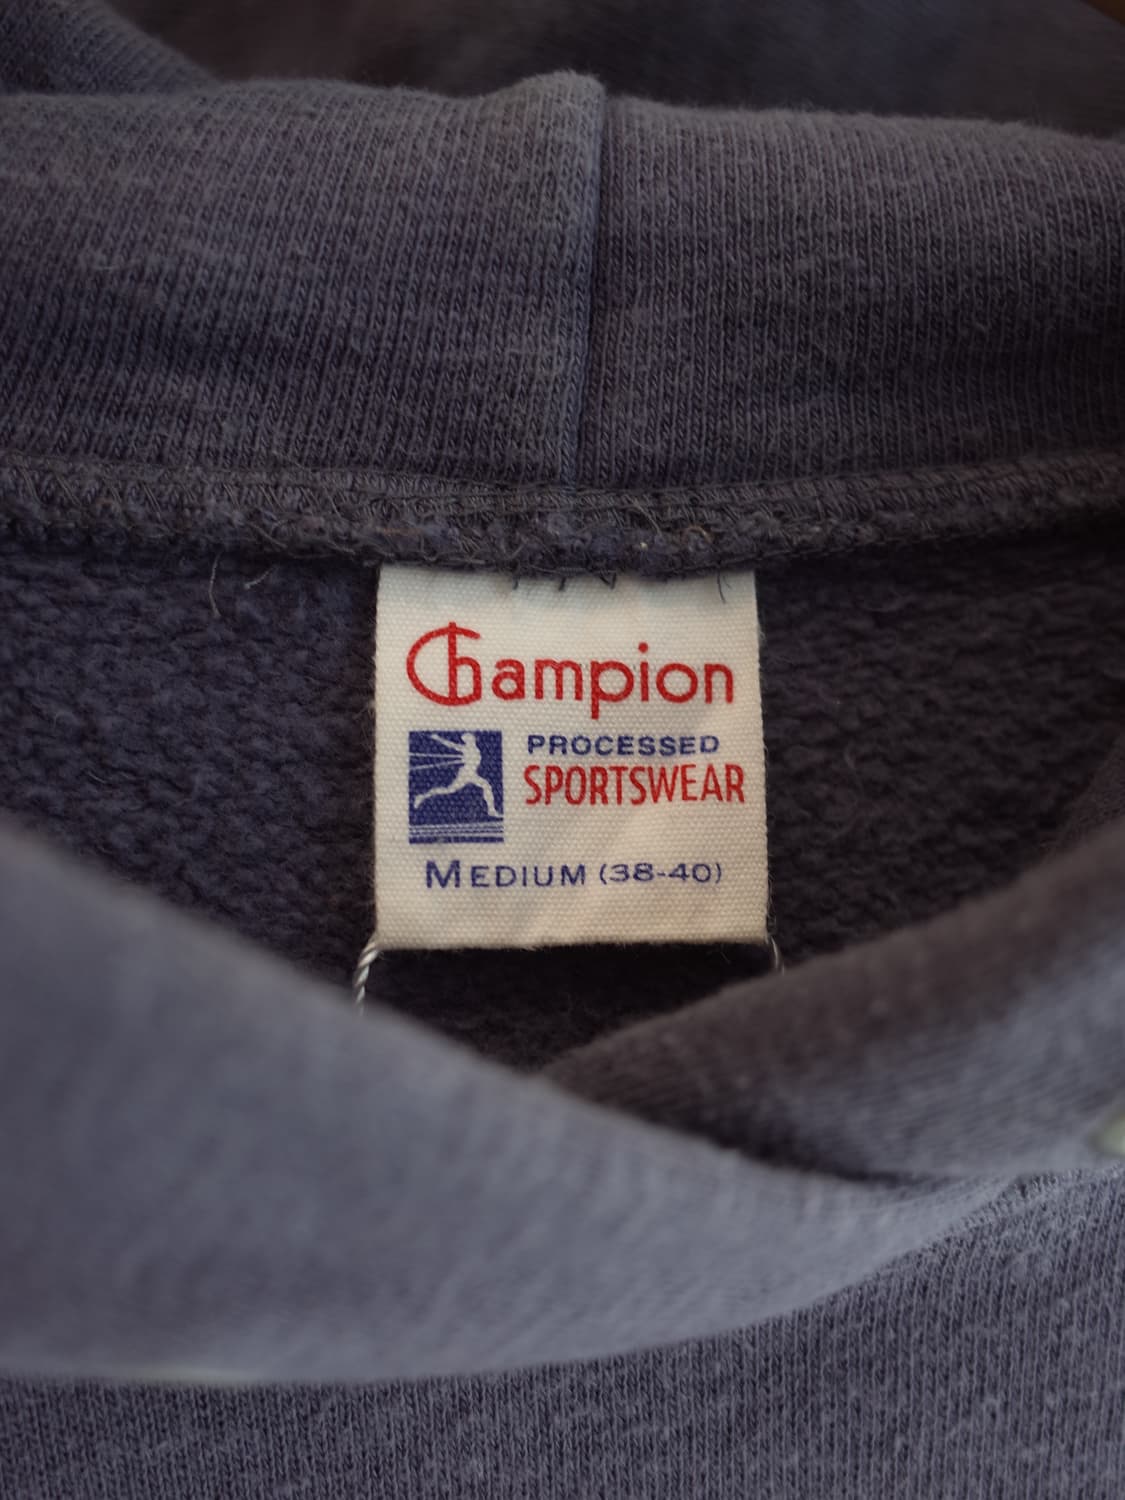 Champion
PROCESSED
SPORTSWEAR
MEDIUM (38-40)